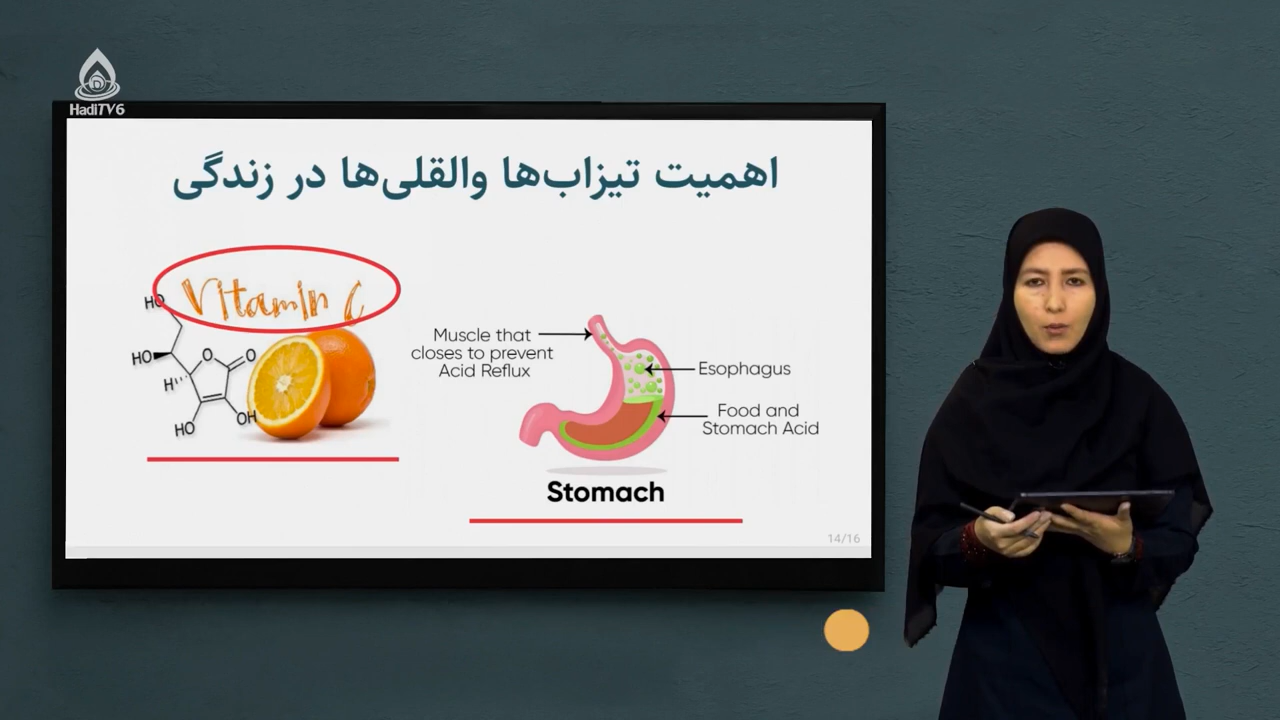 HadiTV6
اهمیت تیزاب‌ها والقلی‌ها در زندگی
Vitamin C
HO
HO
O
O
H
HO
OH
Muscle that
closes to prevent
Acid Reflux
Esophagus
Food and
Stomach Acid
Stomach
14/16